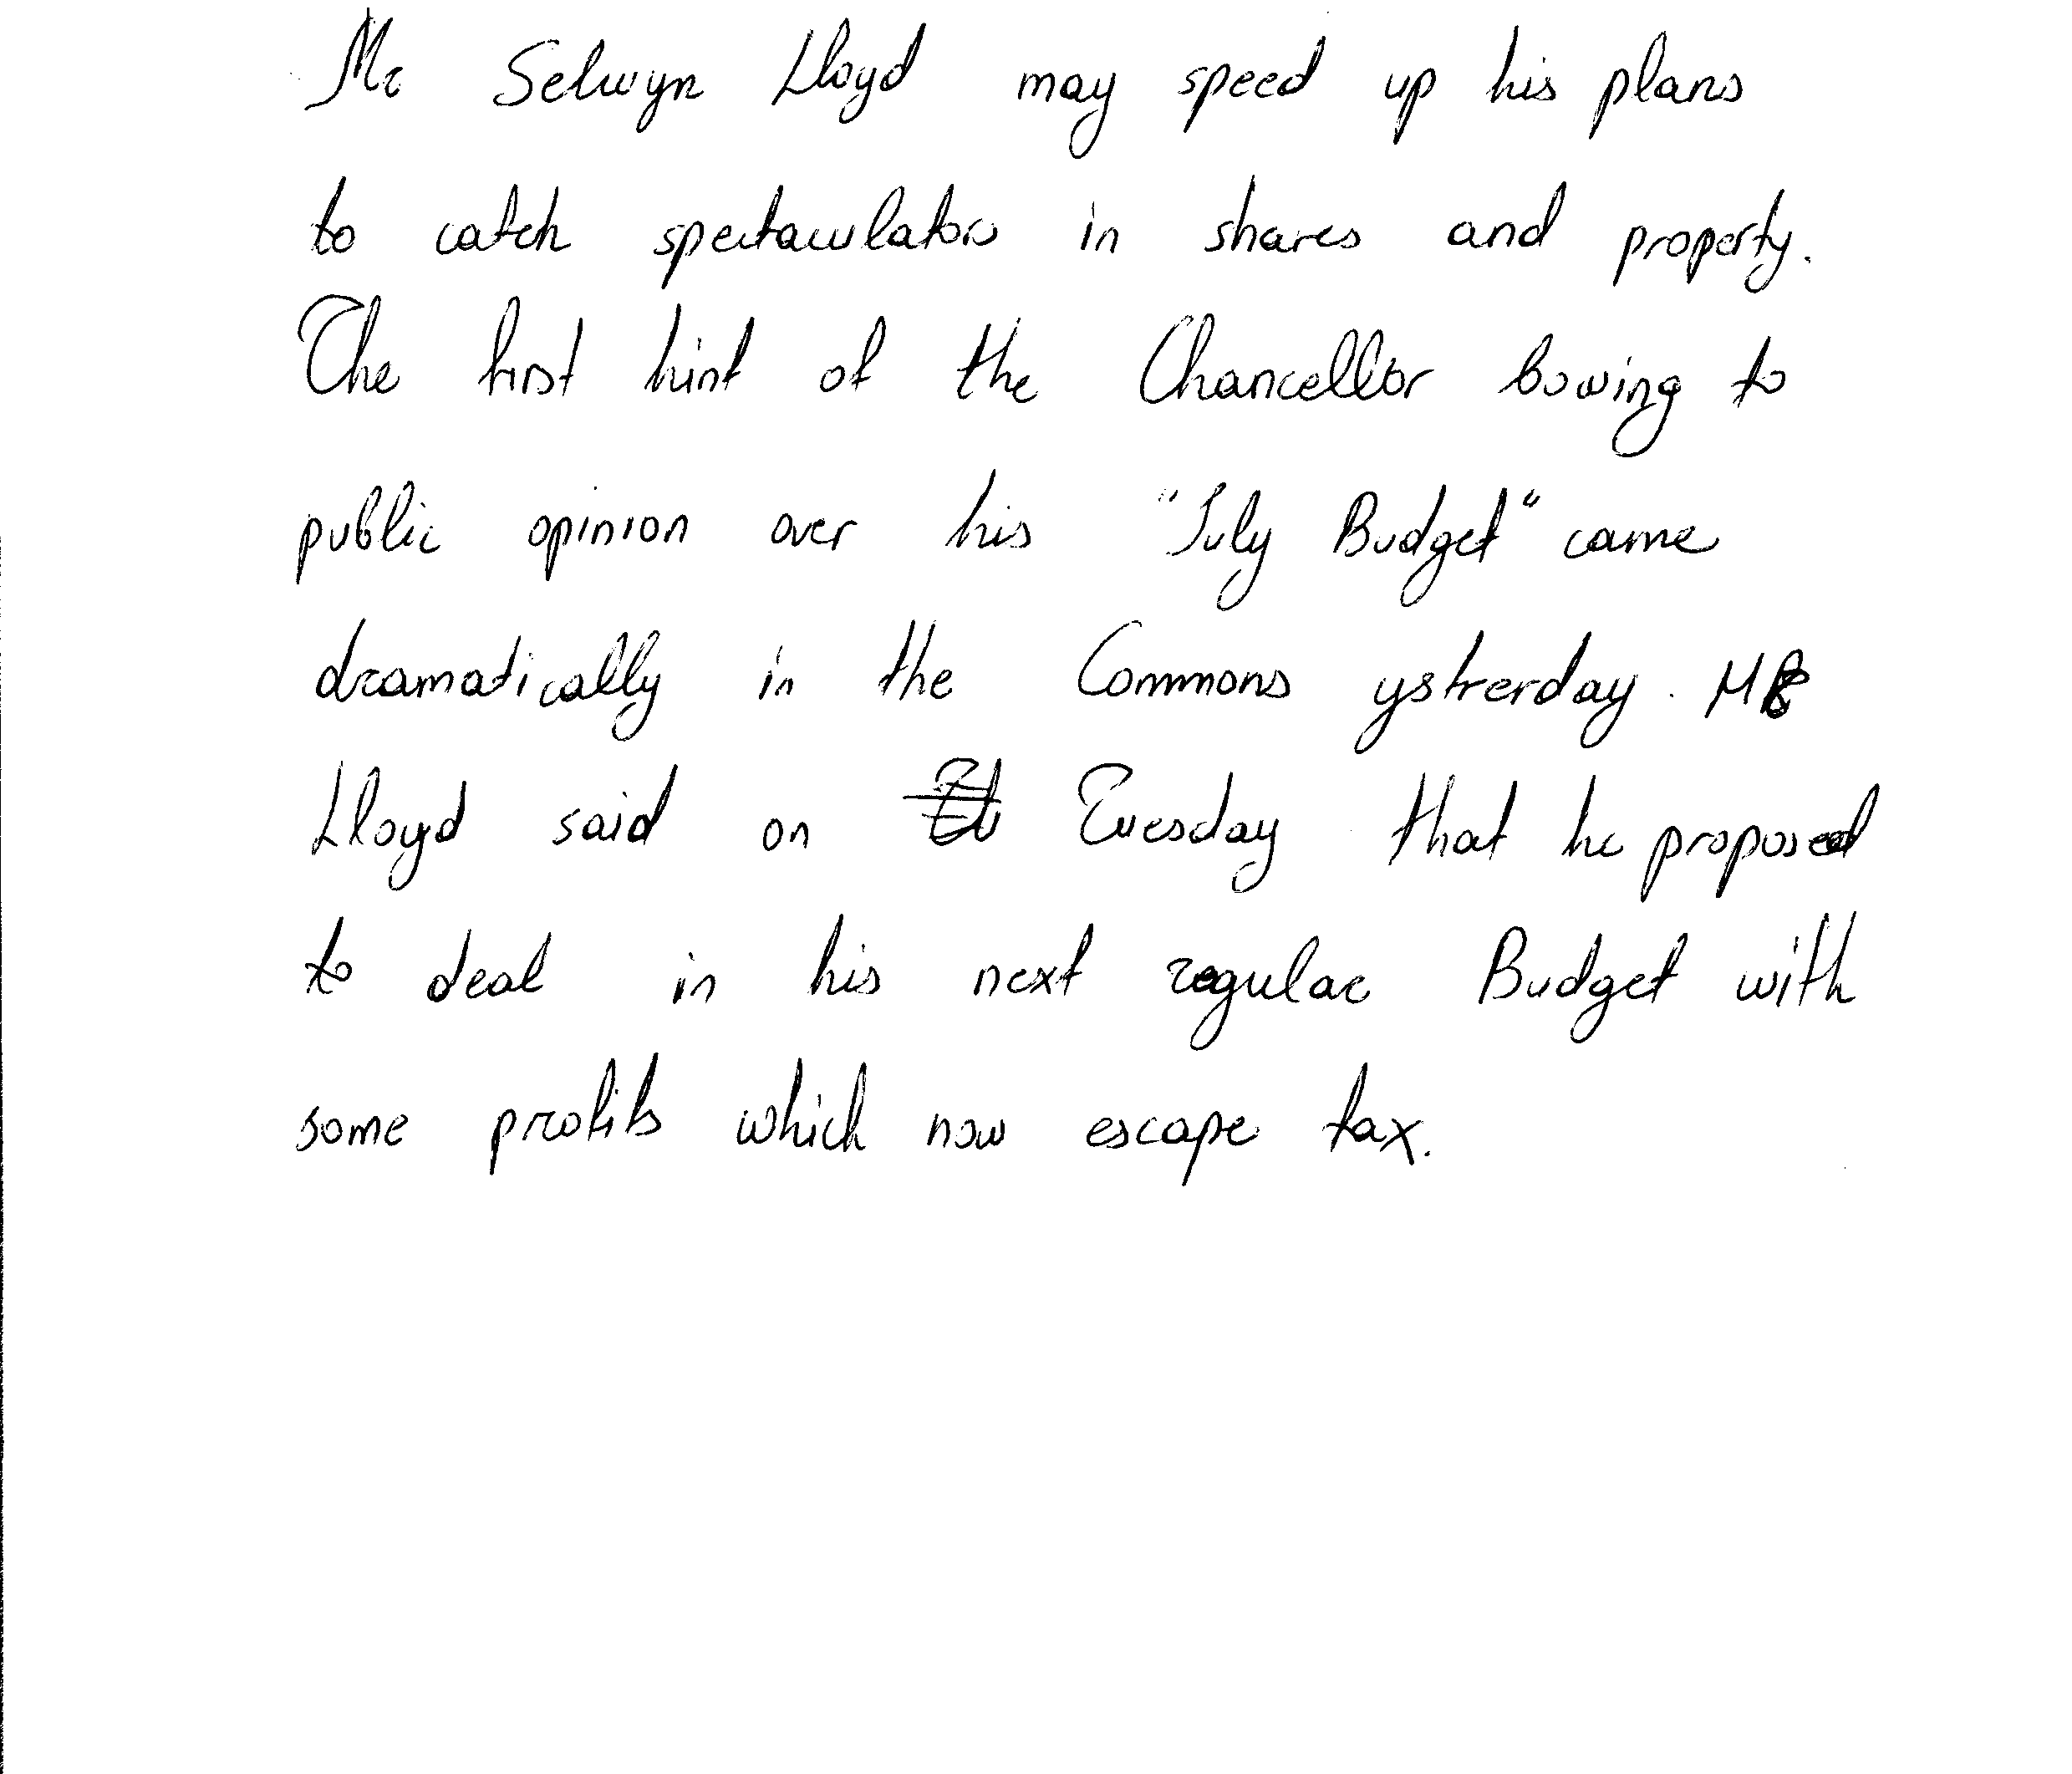 Mr Selwyn Lloyd may speed up his plans
to catch spectaculators in shares and property.
The first hint of the Chancellor bowing to
public opinion over his "July Budget" came
dramatically in the Commons ystrerday. Mr
Lloyd said on Tuesday that he proposed
to deal in his next regular Budget with
some profits which now escape tax.